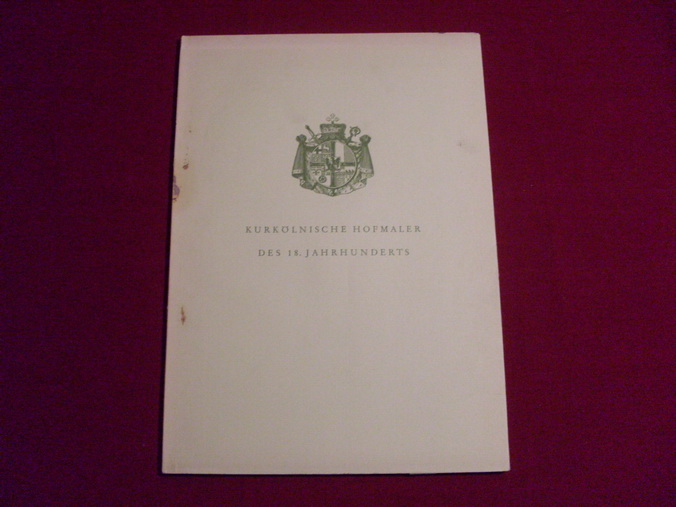 KURKÖLNISCHE HOFMALER
DES 18. JAHRHUNDERTS